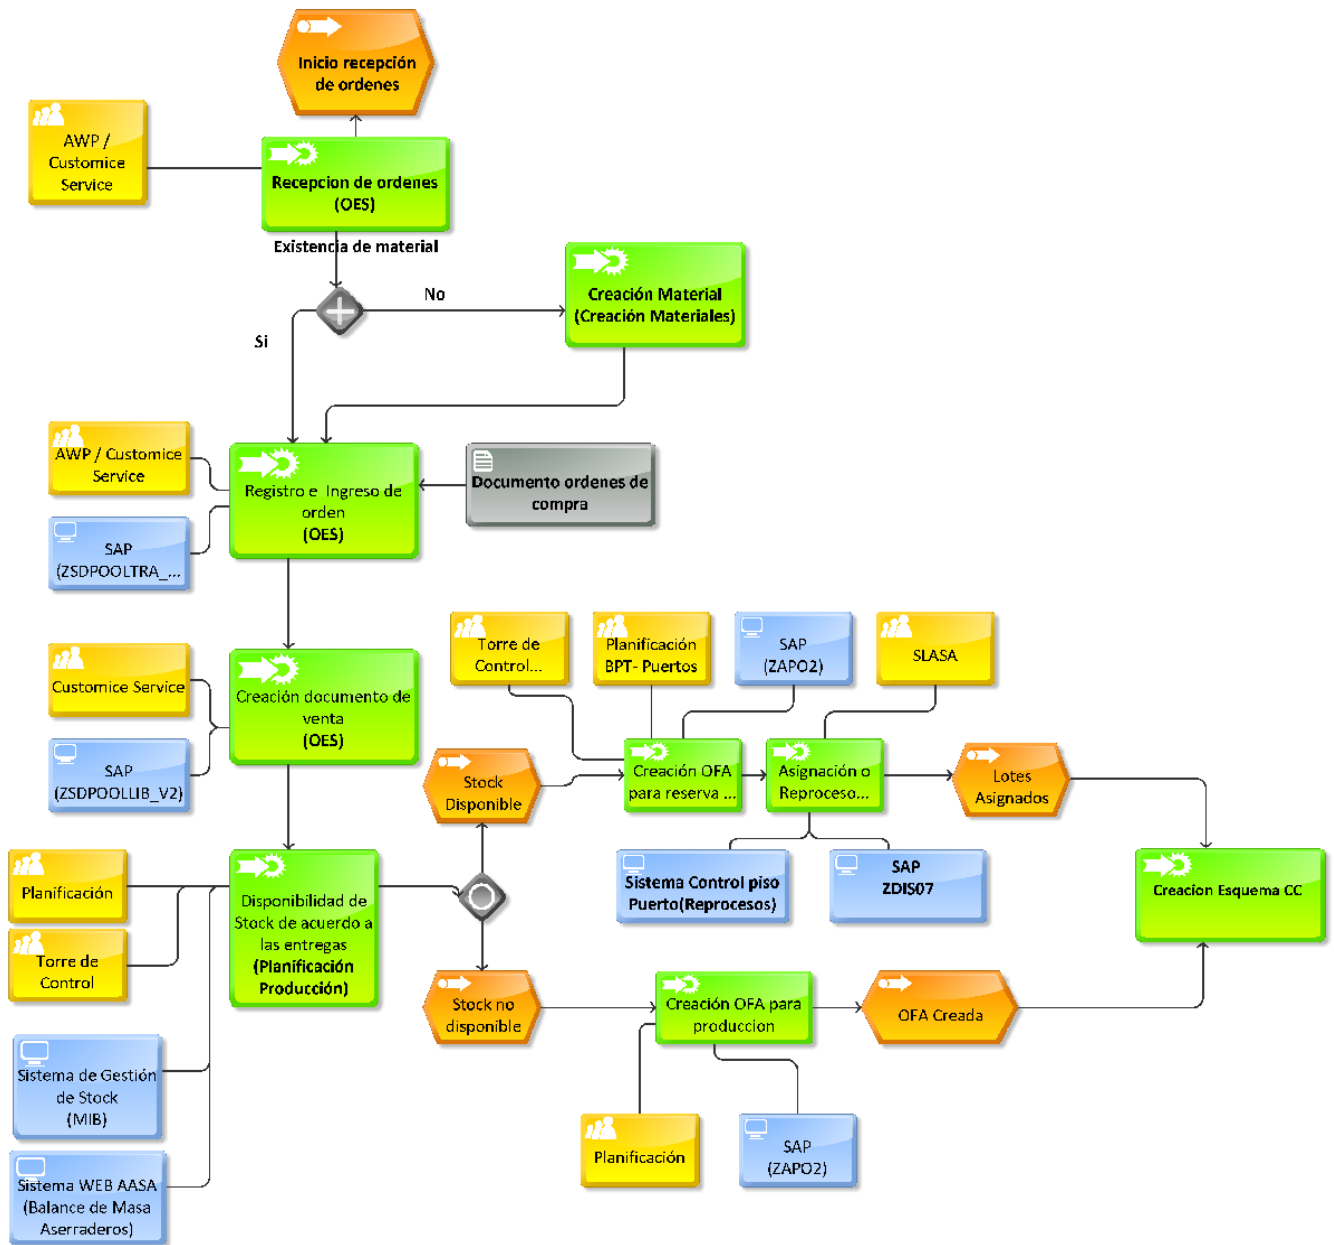 Inicio recepción
de ordenes
AWP /
Customice
Service
Recepcion de ordenes
(OES)
Existencia de material
No
Si
Creación Material
(Creación Materiales)
AWP / Customice
Service
SAP
(ZSDPOOLTRA_...
Registro e Ingreso de
orden
(OES)
Documento ordenes de
compra
Customice Service
SAP
(ZSDPOOLLIB_V2)
Creación documento de
venta
(OES)
Torre de
Control...
Planificación
BPT- Puertos
SAP
(ZAPO2)
SLASA
Stock
Disponible
Creación OFA
para reserva ...
Asignación o
Reproceso...
Lotes
Asignados
Planificación
Torre de
Control
Disponibilidad de
Stock de acuerdo a
las entregas
(Planificación
Producción)
Sistema Control piso
Puerto(Reprocesos)
SAP
ZDIS07
Creacion Esquema CC
Stock no
disponible
Creación OFA para
produccion
OFA Creada
Sistema de Gestión
de Stock
(MIB)
Sistema WEB AASA
(Balance de Masa
Aserraderos)
Planificación
SAP
(ZAPO2)